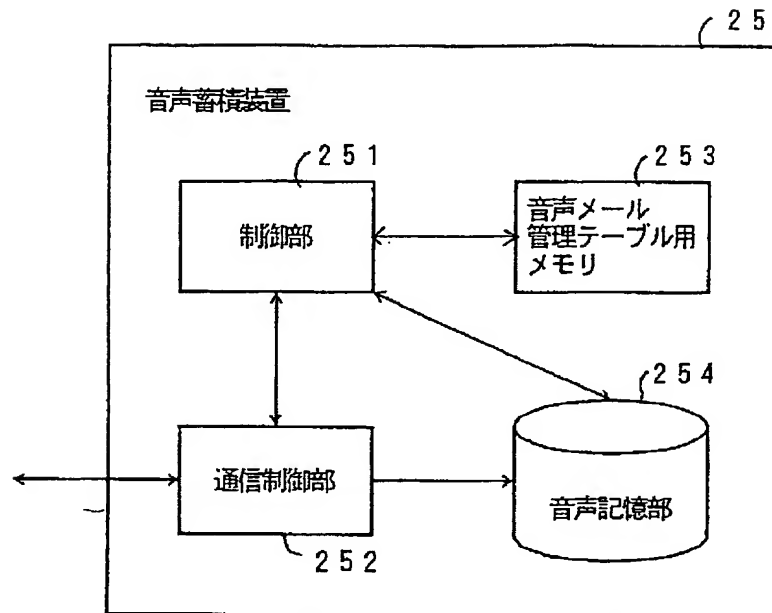 25
音声蓄積装置
251
制御部
253
音声メール
管理テーブル用
メモリ
254
通信制御部
252
音声記憶部